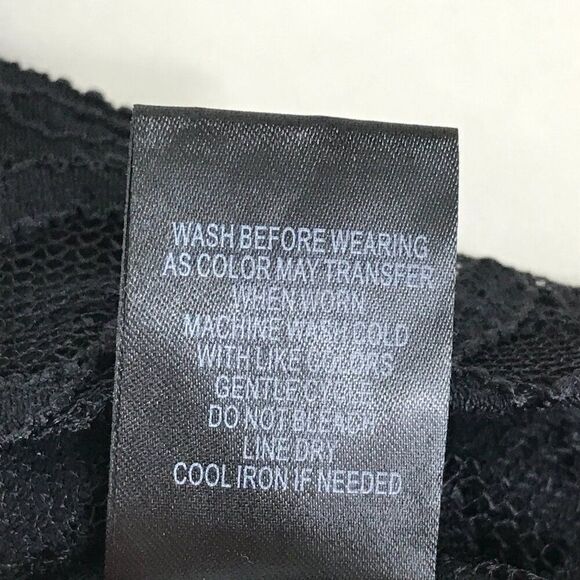 WASH BEFORE WEARING
AS COLOR MAY TRANSFER
WHEN WORN
MACHINE WASH COLD
WITH LIKE COLORS
GENTLE CYCLE
DO NOT BLEACH
LINE DRY
COOL IRON IF NEEDED